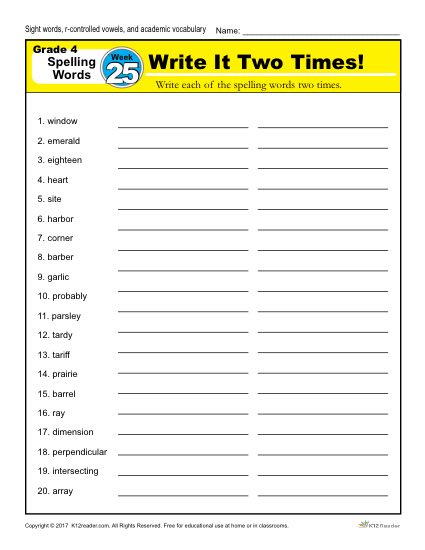 Sight words, r-controlled vowels, and academic vocabulary Name:
Grade 4
Spelling
Words
Week
25
Write It Two Times!
Write each of the spelling words two times.
1. window
2. emerald
3. eighteen
4. heart
5. site
6. harbor
7. corner
8. barber
9. garlic
10. probably
11. parsley
12. tardy
13. tariff
14. prairie
15. barrel
16. ray
17. dimension
18. perpendicular
19. intersecting
20. array
Copyright © 2017 K12reader.com. All Rights Reserved. Free for educational use at home or in classrooms. K12Reader